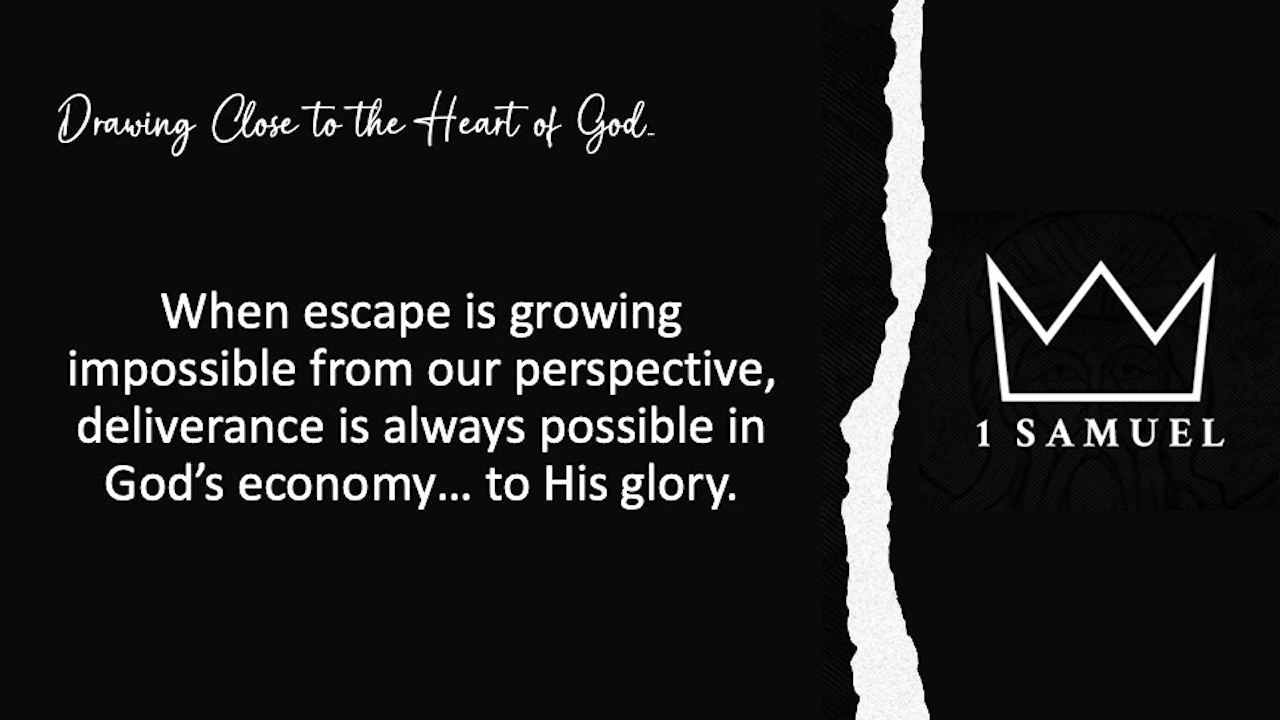 Drawing Close to the Heart of God...
When escape is growing
impossible from our perspective,
deliverance is always possible in
God’s economy... to His glory.
1 SAMUEL